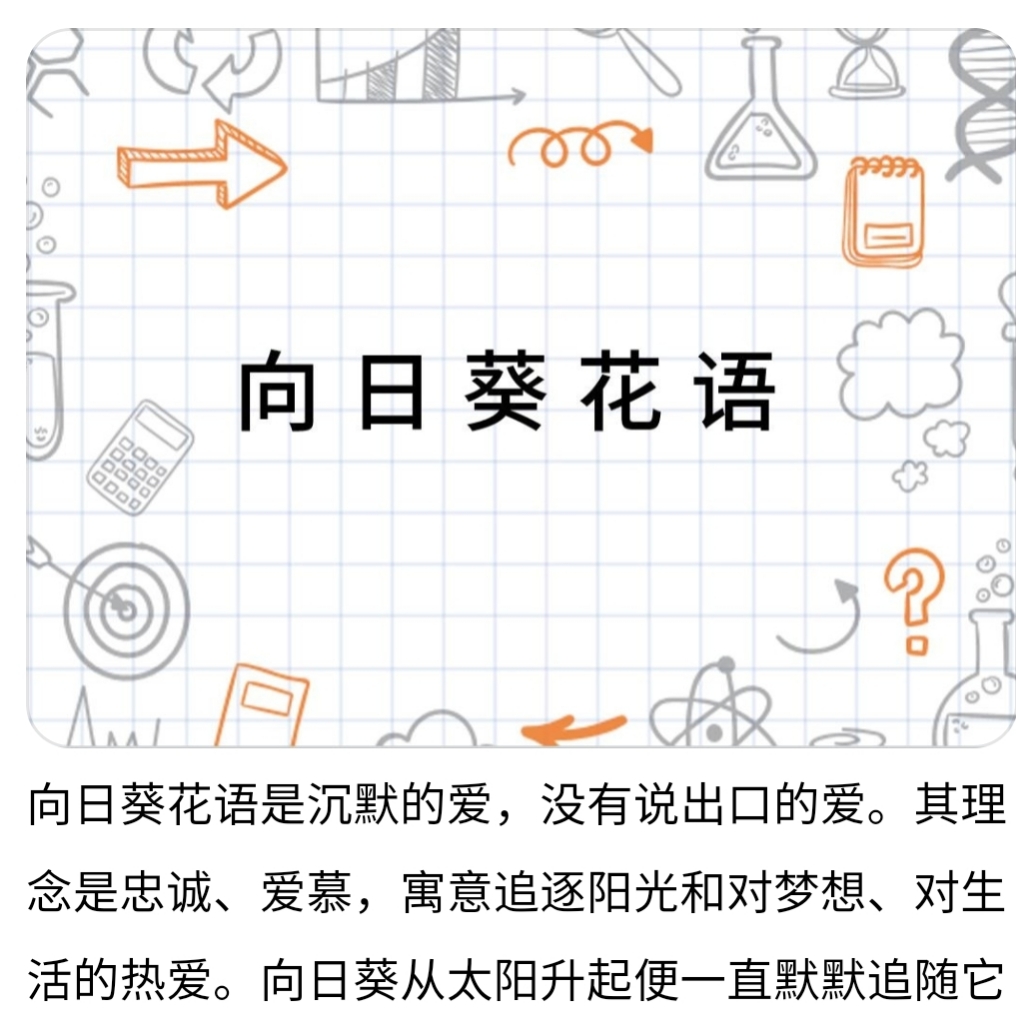 向日葵花语
向日葵花语是沉默的爱，没有说出口的爱。其理
念是忠诚、爱慕，寓意追逐阳光和对梦想、对生
活的热爱。向日葵从太阳升起便一直默默追随它